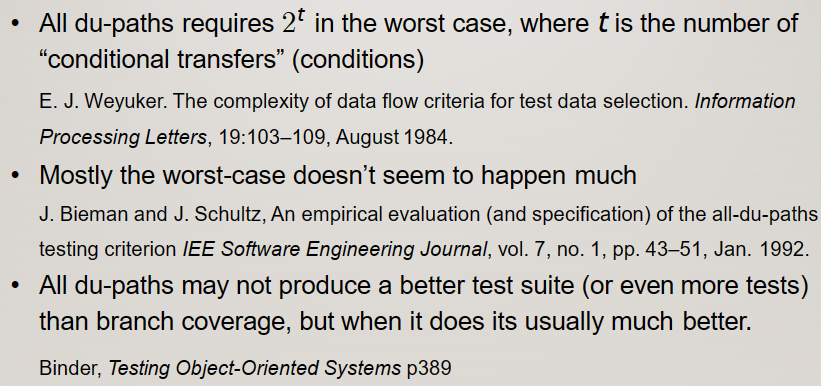 • All du-paths requires 2^t in the worst case, where t is the number of
“conditional transfers” (conditions)
E. J. Weyuker. The complexity of data flow criteria for test data selection. Information
Processing Letters, 19:103–109, August 1984.
• Mostly the worst-case doesn’t seem to happen much
J. Bieman and J. Schultz, An empirical evaluation (and specification) of the all-du-paths
testing criterion IEE Software Engineering Journal, vol. 7, no. 1, pp. 43–51, Jan. 1992.
• All du-paths may not produce a better test suite (or even more tests)
than branch coverage, but when it does its usually much better.
Binder, Testing Object-Oriented Systems p389